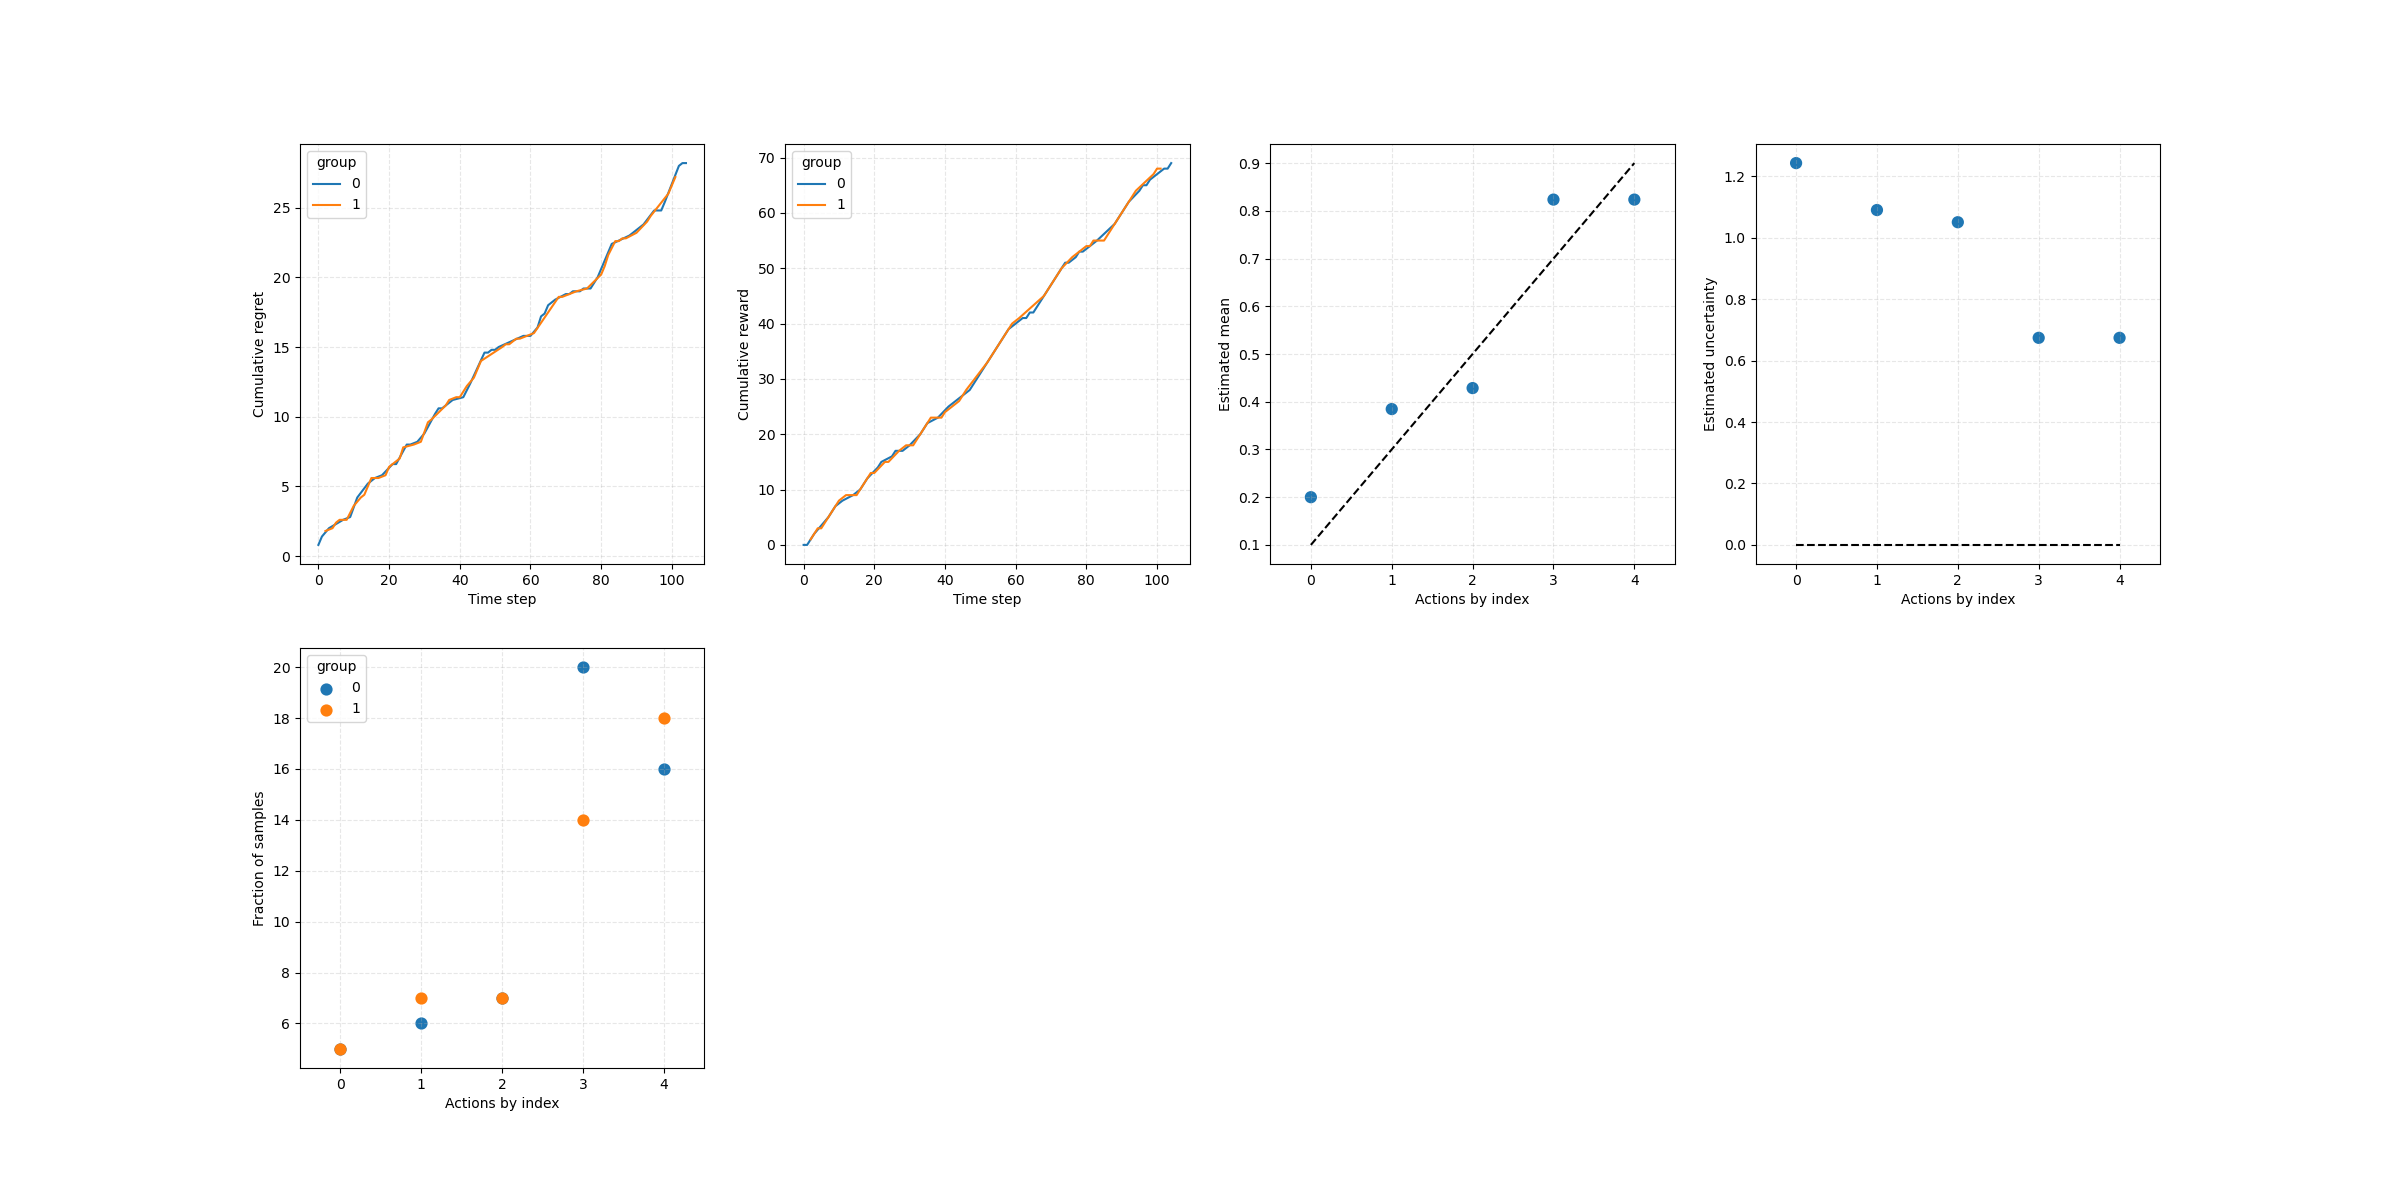 group
0
1
25
20
15
10
5
0
Cumulative regret
0 20 40 60 80 100
Time step
group
0
1
70
60
50
40
30
20
10
0
Cumulative reward
0 20 40 60 80 100
Time step
0.9
0.8
0.7
0.6
0.5
0.4
0.3
0.2
0.1
Estimated mean
0 1 2 3 4
Actions by index
1.2
1.0
0.8
0.6
0.4
0.2
0.0
Estimated uncertainty
0 1 2 3 4
Actions by index
group
0
1
20
18
16
14
12
10
8
6
Fraction of samples
0 1 2 3 4
Actions by index